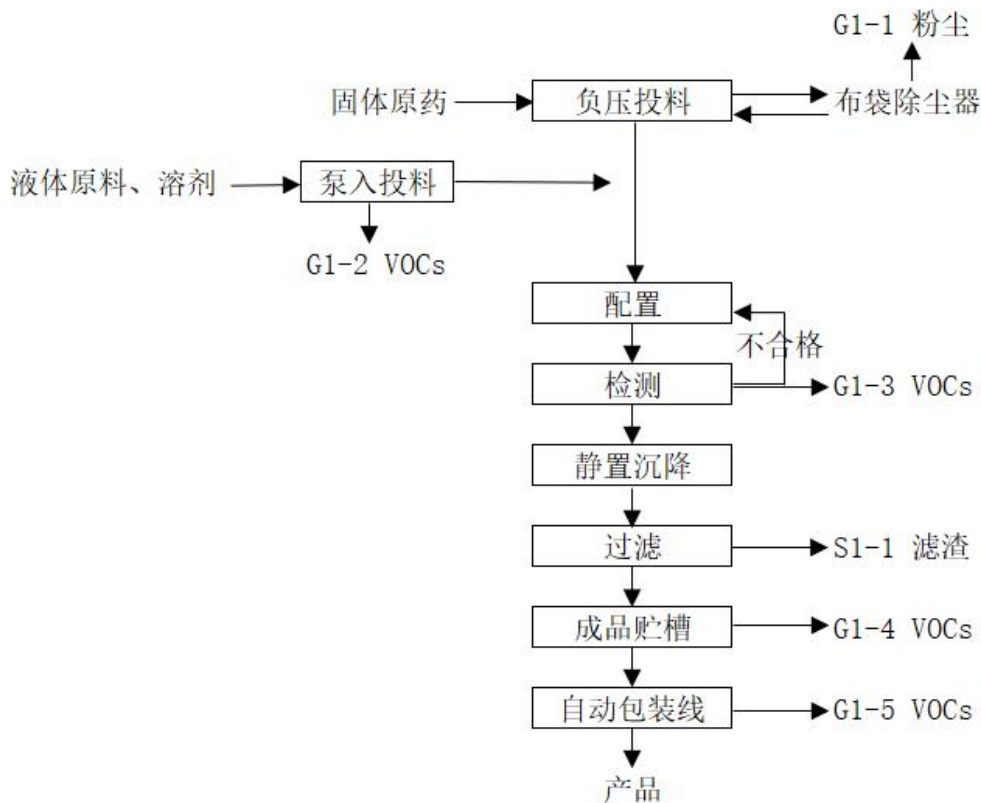 G1-1 粉尘
固体原药
负压投料
布袋除尘器
液体原料、溶剂
泵入投料
G1-2 VOCs
配置
不合格
检测
G1-3 VOCs
静置沉降
过滤
S1-1 滤渣
成品贮槽
G1-4 VOCs
自动包装线
G1-5 VOCs
产品